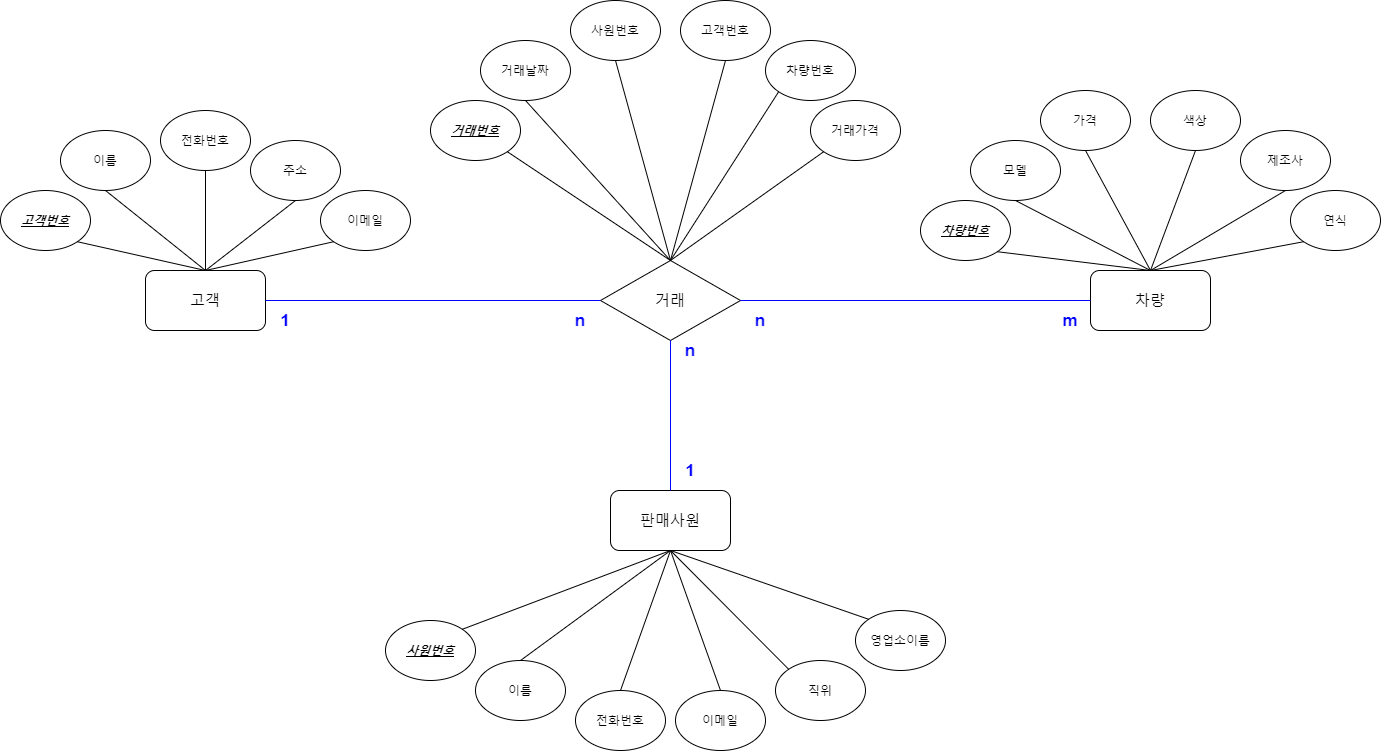 사원번호
고객번호
거래날짜
차량번호
거래번호
거래가격
가격
색상
전화번호
이름
주소
모델
제조사
고객번호
이메일
차량번호
연식
고객
거래
차량
1
n
n
m
n
1
판매사원
사원번호
영업소이름
이름
직위
전화번호
이메일